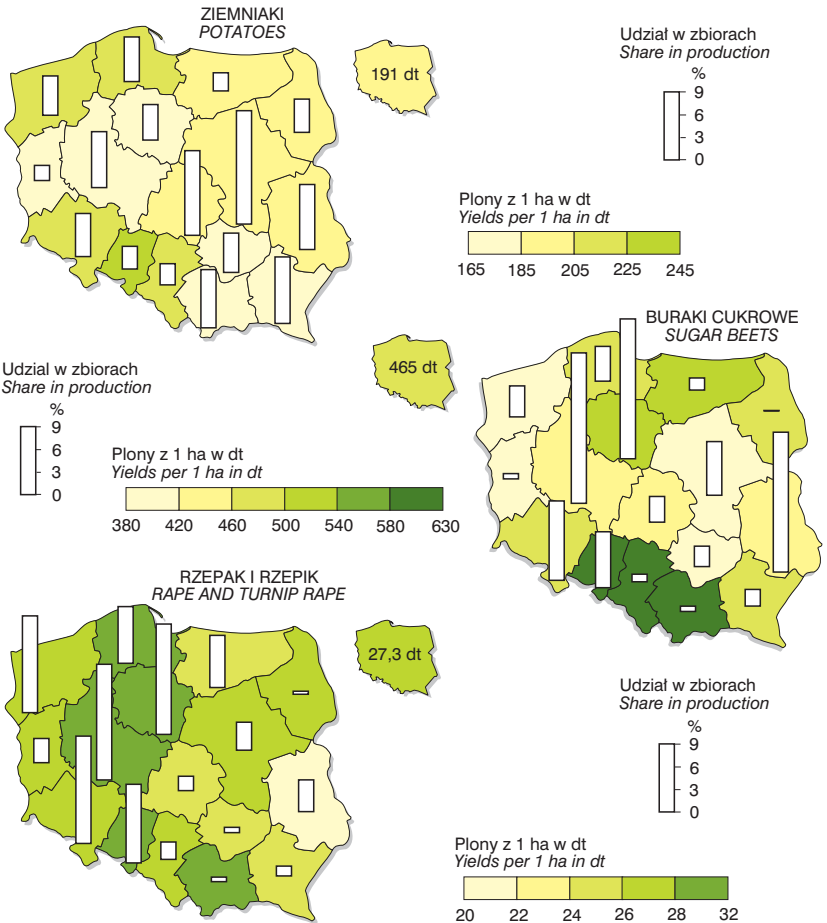 ZIEMNIAKI
POTATOES
191 dt
Udział w zbiorach
Share in production
%
9
6
3
0
Plony z 1 ha w dt
Yields per 1 ha in dt
165 185 205 225 245
BURAKI CUKROWE
SUGAR BEETS
465 dt
Udzial w zbiorach
Share in production
%
9
6
3
0
Plony z 1 ha w dt
Yields per 1 ha in dt
380 420 460 500 540 580 630
RZEPAK I RZEPIK
RAPE AND TURNIP RAPE
27,3 dt
Udział w zbiorach
Share in production
%
9
6
3
0
Plony z 1 ha w dt
Yields per 1 ha in dt
20 22 24 26 28 32